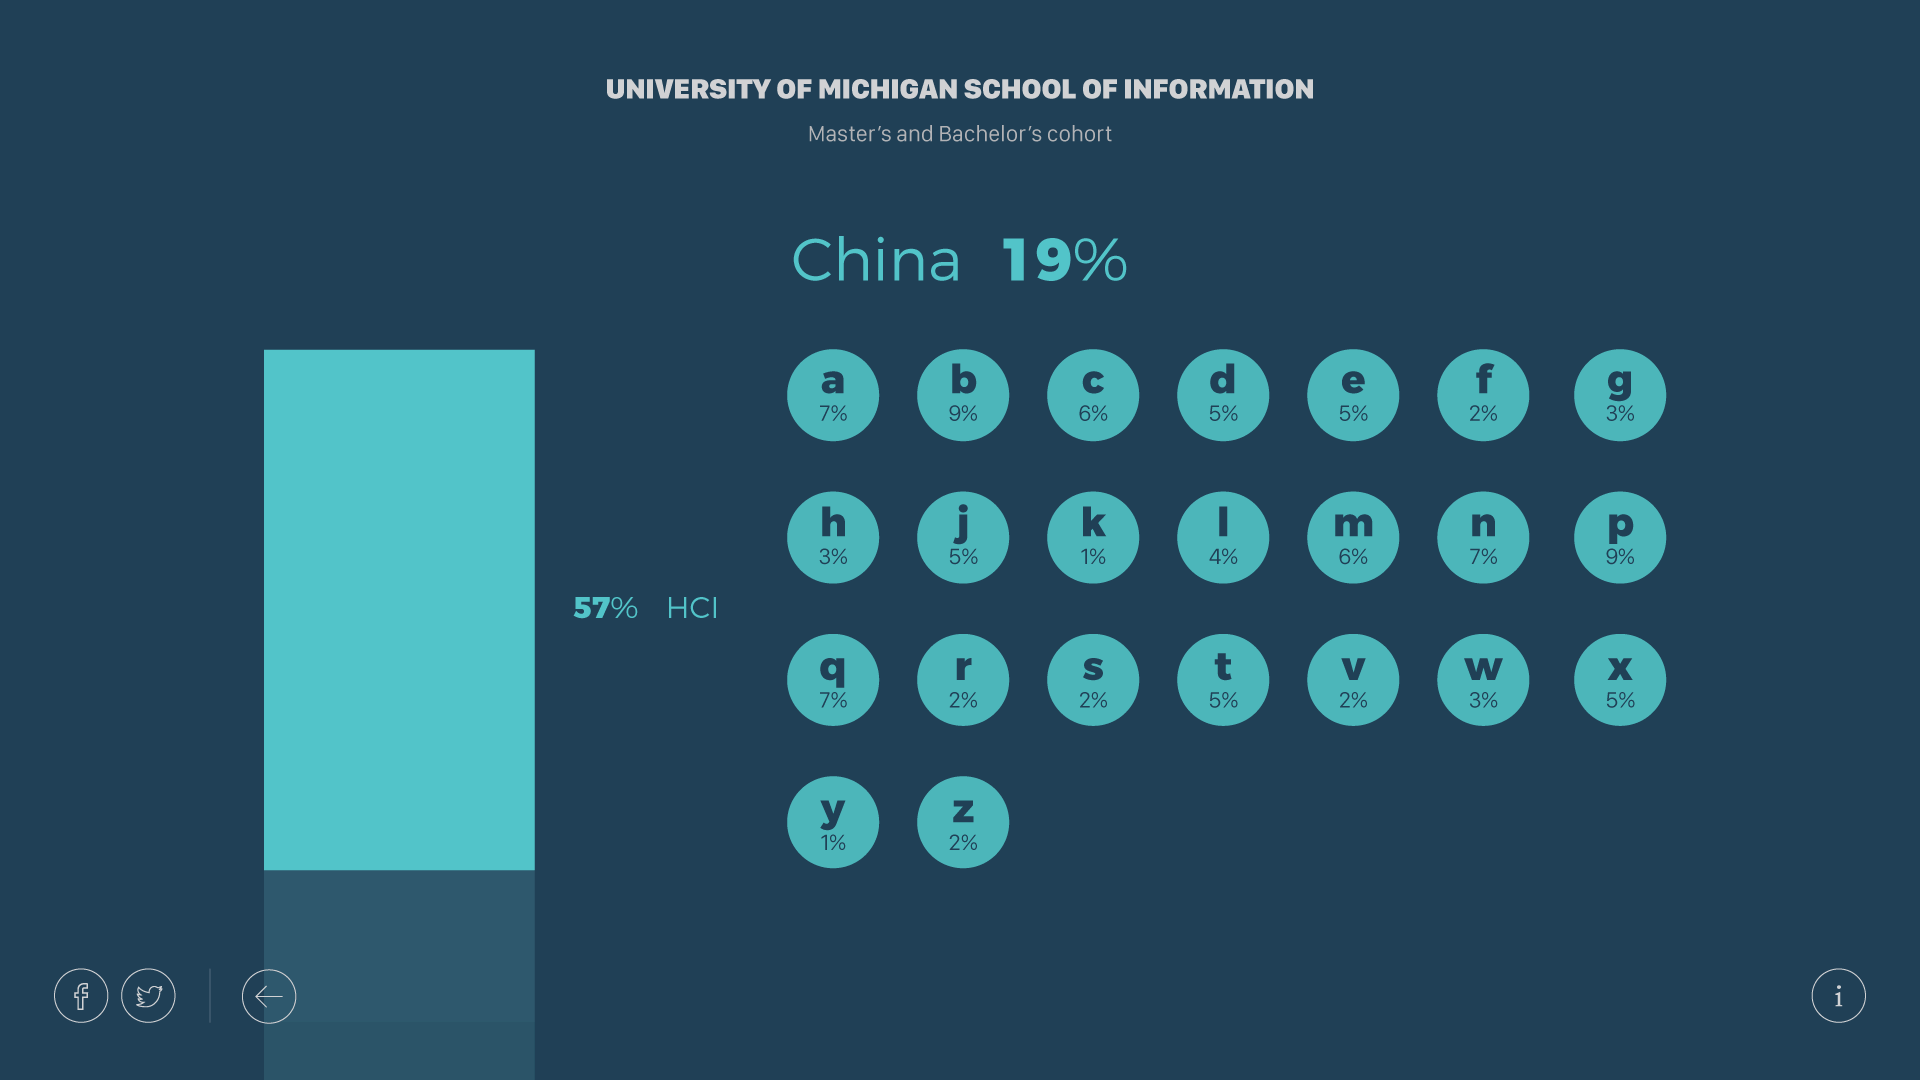 UNIVERSITY OF MICHIGAN SCHOOL OF INFORMATION
Master's and Bachelor's cohort
China 19%
57% HCI
a b c d e f g
7% 9% 6% 5% 5% 2% 3%
h j k l m n p
3% 5% 1% 4% 6% 7% 9%
q r s t v w x
7% 2% 2% 5% 2% 3% 5%
y z
1% 2%
f
i